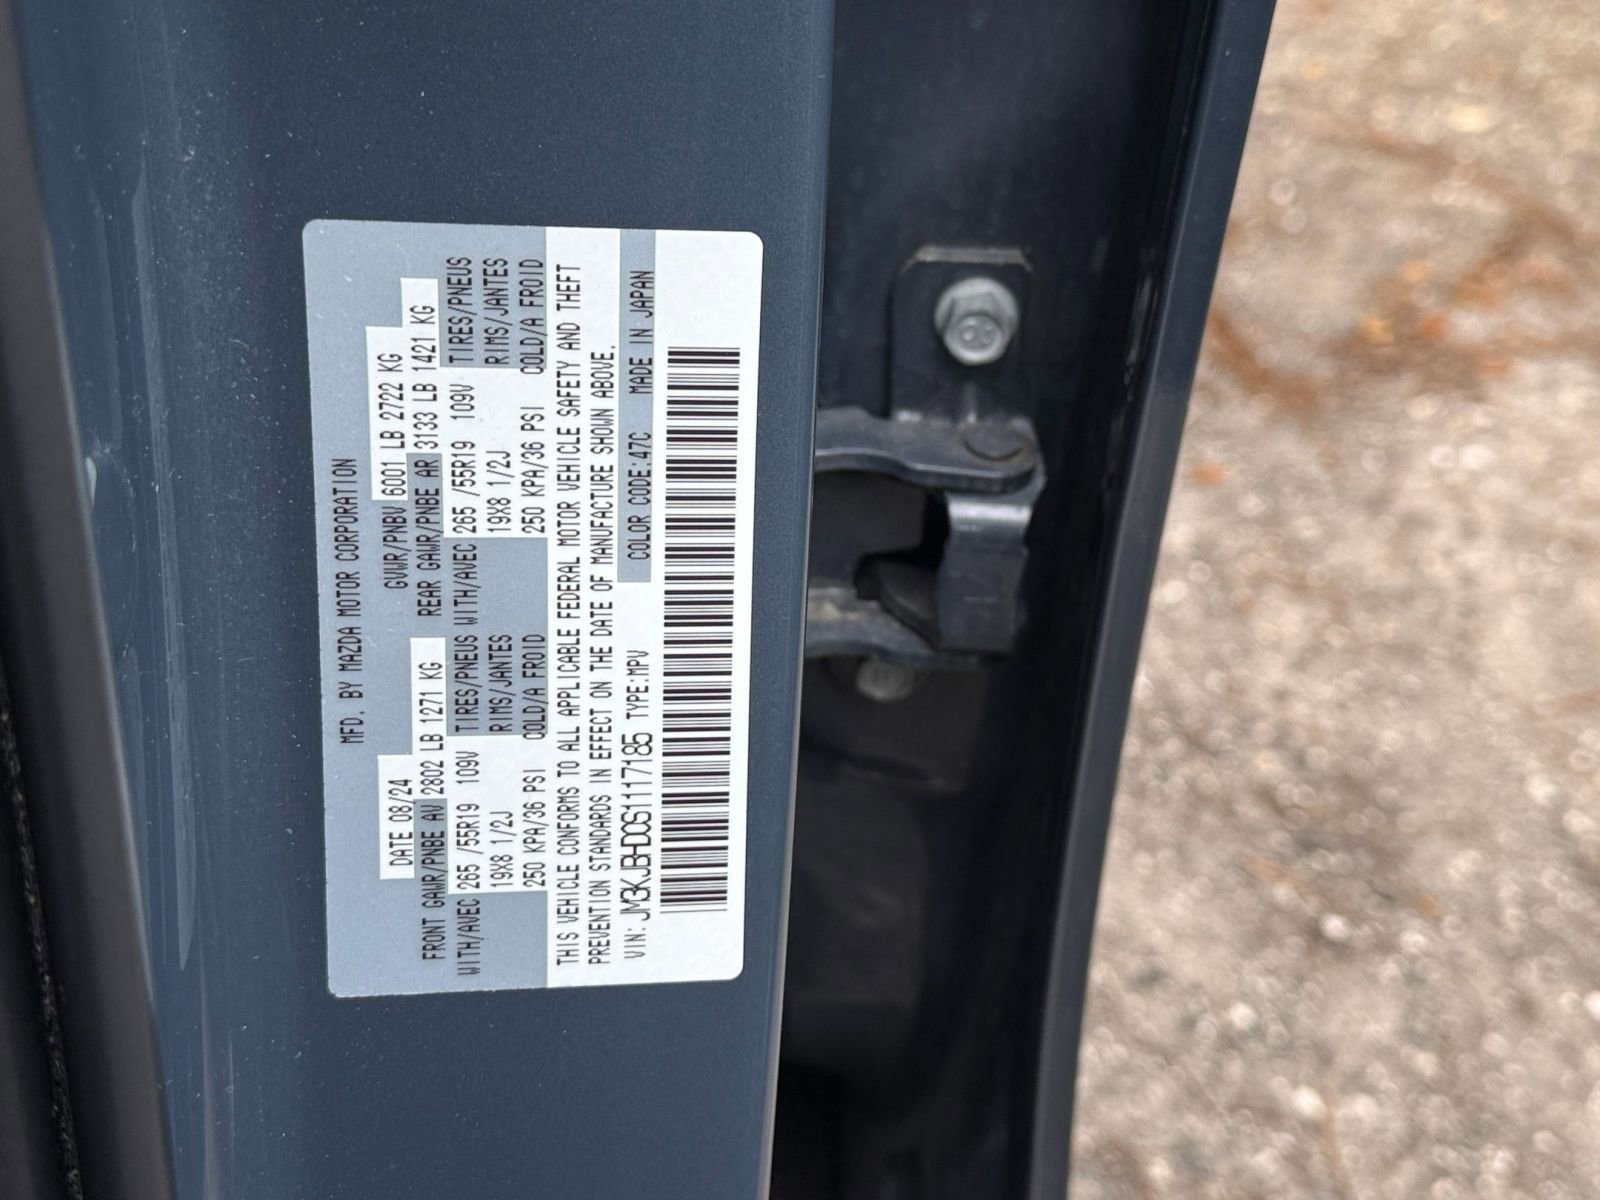 MFD. BY MAZDA MOTOR CORPORATION
DATE 08/24 GVWR/PNBV 6001 LB 2722 KG
FRONT GAWR/PNBE AV 2802 LB 1271 KG REAR GAWR/PNBE AR 3133 LB 1421 KG
WITH/AVEC 265 /55R19 109V TIRES/PNEUS WITH/AVEC 265 /55R19 109V TIRES/PNEUS
19X8 1/2J RIMS/JANTES 19X8 1/2J RIMS/JANTES
250 KPA/36 PSI COLD/A FROID 250 KPA/36 PSI COLD/A FROID
THIS VEHICLE CONFORMS TO ALL APPLICABLE FEDERAL MOTOR VEHICLE SAFETY AND THEFT
PREVENTION STANDARDS IN EFFECT ON THE DATE OF MANUFACTURE SHOWN ABOVE.
VIN: JM3KJBHD0S1117185 TYPE:MPV COLOR CODE:47C MADE IN JAPAN